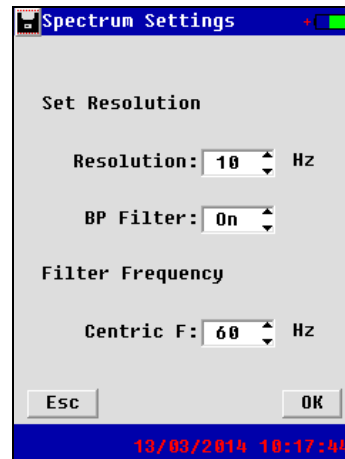 Spectrum Settings
Set Resolution
Resolution: 10 Hz
BP Filter: On
Filter Frequency
Centric F: 60 Hz
Esc OK
13/03/2014 10:17:44